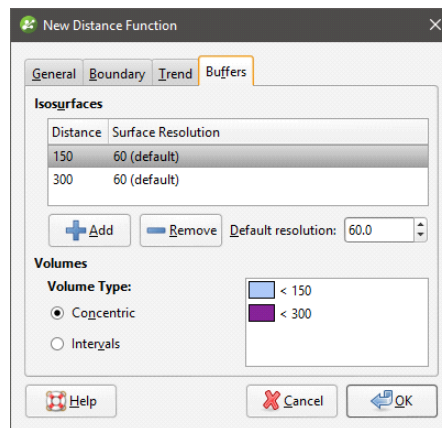 New Distance Function
General Boundary Trend Buffers
Isosurfaces
Distance Surface Resolution
150 60 (default)
300 60 (default)
Add Remove Default resolution: 60.0
Volumes
Volume Type:
Concentric
Intervals
< 150
< 300
Help Cancel OK